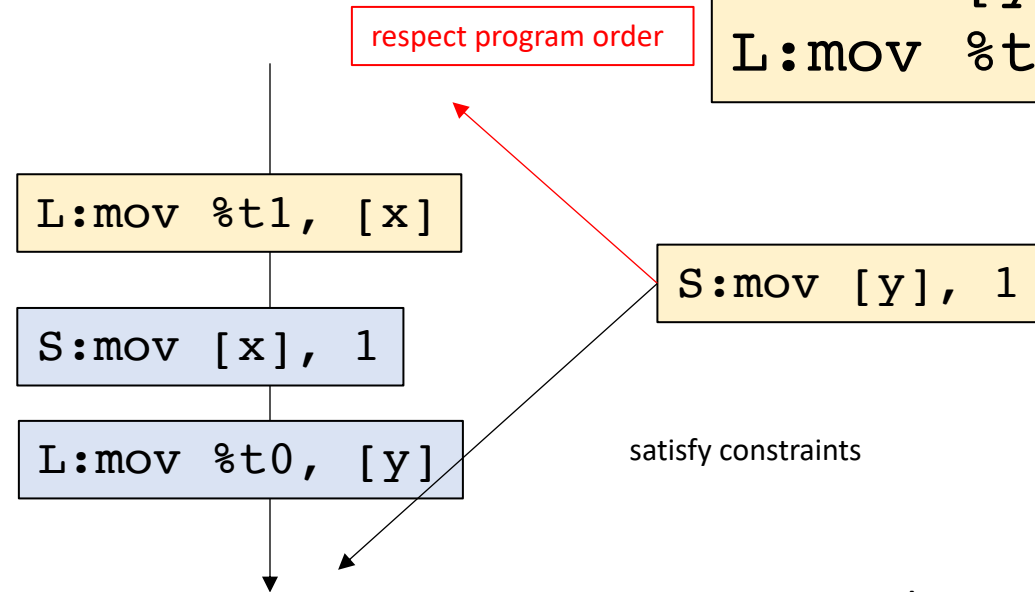 respect program order
L:mov %t
L:mov %t1, [x]
S:mov [y], 1
S:mov [x], 1
L:mov %t0, [y]
satisfy constraints